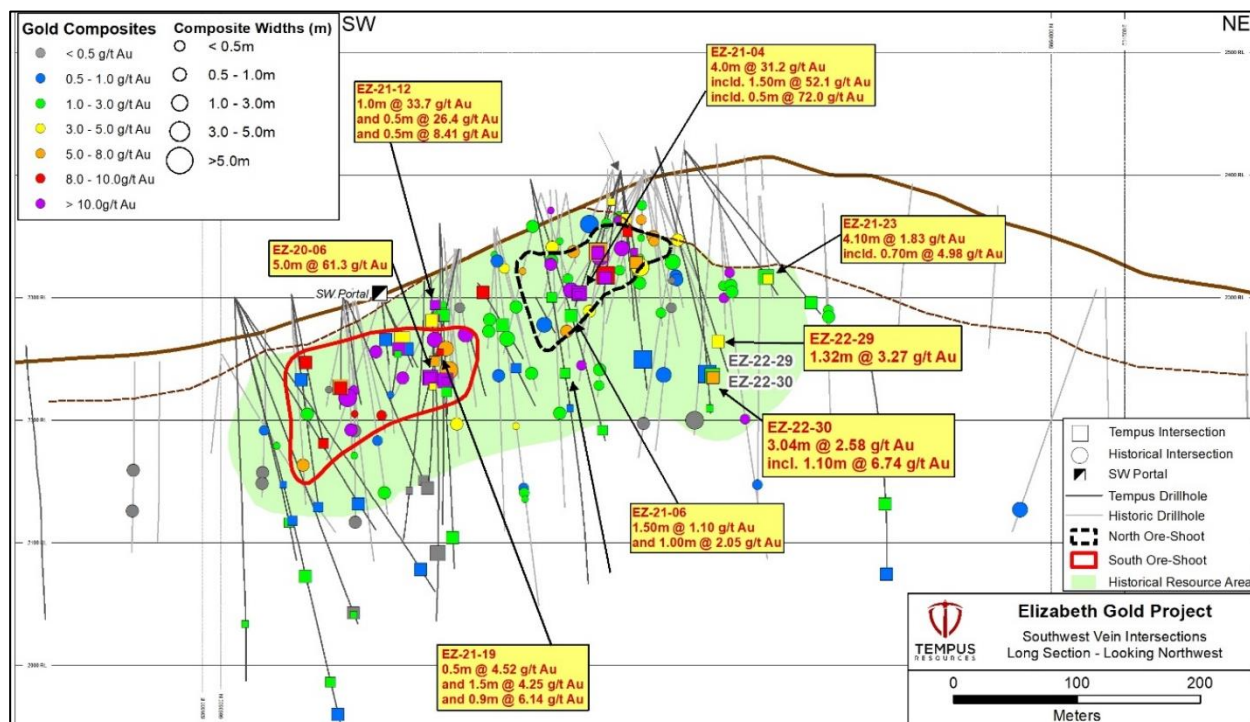 SW
NE
Gold Composites
< 0.5 g/t Au
0.5 - 1.0 g/t Au
1.0 - 3.0 g/t Au
3.0 - 5.0 g/t Au
5.0 - 8.0 g/t Au
8.0 - 10.0g/t Au
> 10.0g/t Au
Composite Widths (m)
< 0.5m
0.5 - 1.0m
1.0 - 3.0m
3.0 - 5.0m
>5.0m
EZ-21-04
4.0m @ 31.2 g/t Au
incld. 1.50m @ 52.1 g/t Au
incld. 0.5m @ 72.0 g/t Au
EZ-21-12
1.0m @ 33.7 g/t Au
and 0.5m @ 26.4 g/t Au
and 0.5m @ 8.41 g/t Au
EZ-20-06
5.0m @ 61.3 g/t Au
SW Portal
EZ-21-23
4.10m @ 1.83 g/t Au
incld. 0.70m @ 4.98 g/t Au
EZ-22-29
1.32m @ 3.27 g/t Au
EZ-22-29
EZ-22-30
EZ-22-30
3.04m @ 2.58 g/t Au
incl. 1.10m @ 6.74 g/t Au
EZ-21-06
1.50m @ 1.10 g/t Au
and 1.00m @ 2.05 g/t Au
EZ-21-19
0.5m @ 4.52 g/t Au
and 1.5m @ 4.25 g/t Au
and 0.9m @ 6.14 g/t Au
Tempus Intersection
Historical Intersection
SW Portal
Tempus Drillhole
Historic Drillhole
North Ore-Shoot
South Ore-Shoot
Historical Resource Area
TEMPUS
RESOURCES
Elizabeth Gold Project
Southwest Vein Intersections
Long Section - Looking Northwest
0 100 200
Meters